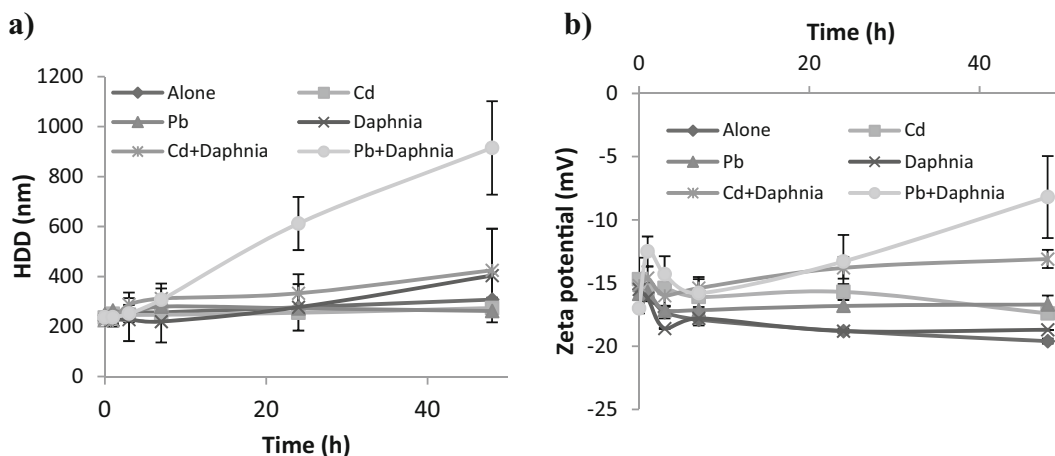 a)
1200
1000
800
600
400
200
0
HDD (nm)
Alone
Cd
Pb
Daphnia
Cd+Daphnia
Pb+Daphnia
0
20
40
Time (h)
b)
Time (h)
0
20
40
0
-5
-10
-15
-20
-25
Zeta potential (mV)
Alone
Cd
Pb
Daphnia
Cd+Daphnia
Pb+Daphnia